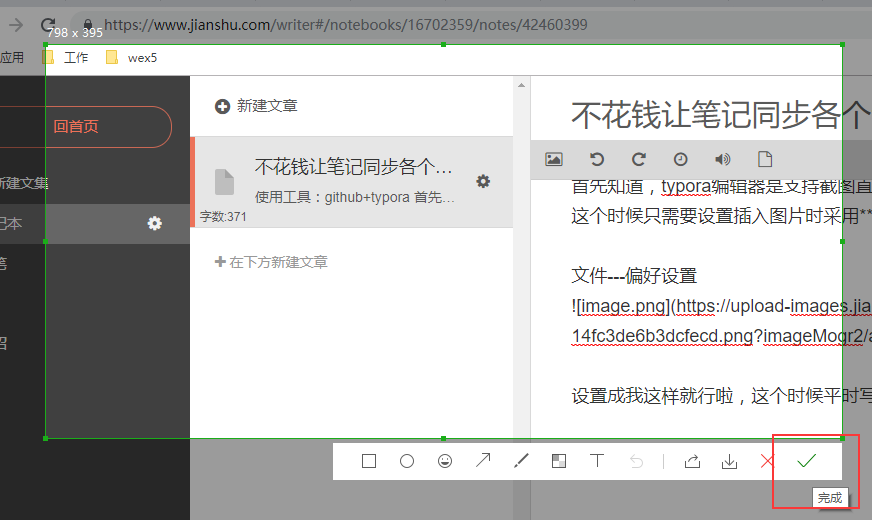 https://www.jianshu.com/writer#/notebooks/16702359/notes/42460399
798 x 395
应用
工作
wex5
回首页
新建文章
不花钱让笔记同步各个
不花钱让笔记同步各个…
使用工具：github+typora 首先…
字数:371
新建文集
记本
笔
在下方新建文章
首先知道，typora编辑器是支持截图直
这个时候只需要设置插入图片时采用**
文件---偏好设置
![image.png](https://upload-images.jia
14fc3de6b3dcfecd.png?imageMogr2/a
设置成我这样就行啦，这个时候平时写
完成